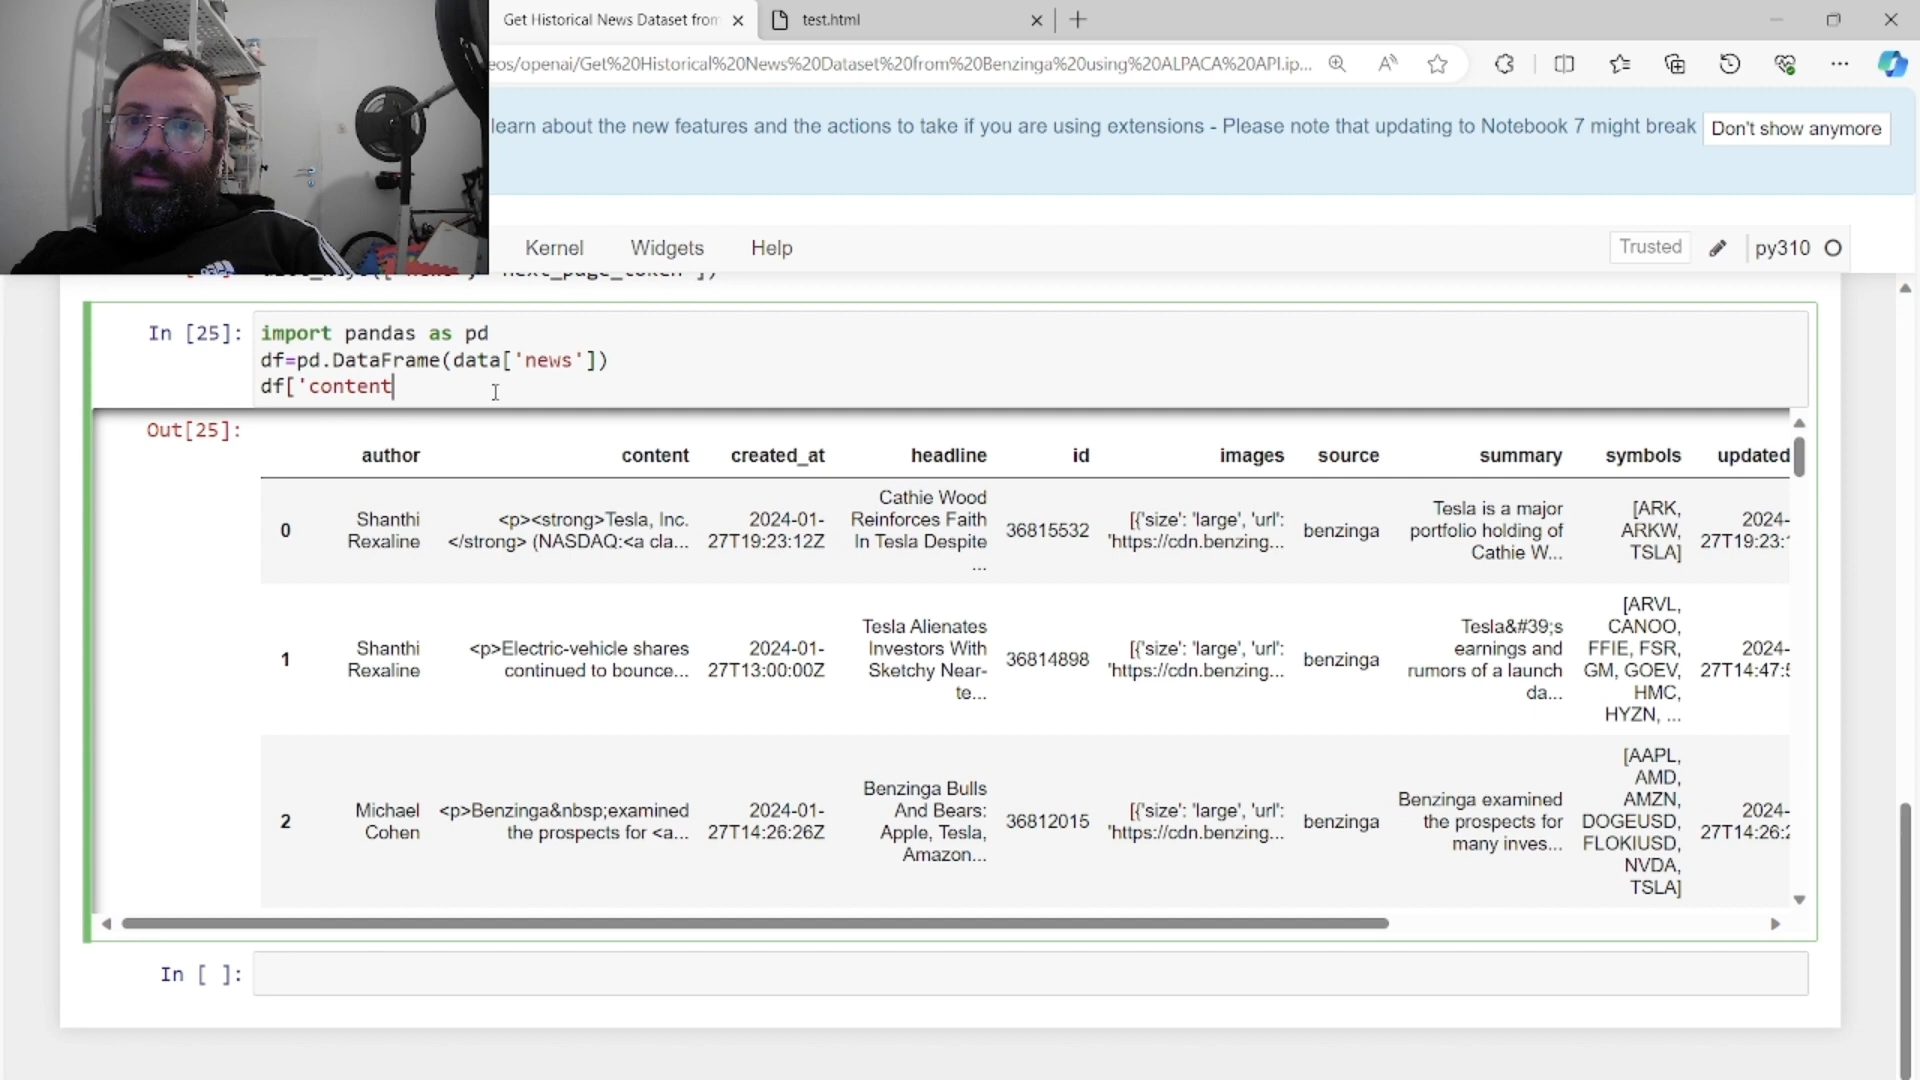 Get Historical News Dataset from
test.html
eos/openai/Get%20Historical%20News%20Dataset%20from%20Benzinga%20using%20ALPACA%20API.ip...
learn about the new features and the actions to take if you are using extensions - Please note that updating to Notebook 7 might break
Don't show anymore
Kernel Widgets Help
Trusted
py310
next_page_token'])
In [25]:
import pandas as pd
df=pd.DataFrame(data['news'])
df['content
Out[25]:
author content created_at headline id images source summary symbols updated
0
Shanthi
Rexaline
<p><strong>Tesla, Inc.
</strong> (NASDAQ:<a cla...
2024-01-
27T19:23:12Z
Cathie Wood
Reinforces Faith
In Tesla Despite
...
36815532
[{'size': 'large', 'url':
'https://cdn.benzing...
benzinga
Tesla is a major
portfolio holding of
Cathie W...
[ARK,
ARKW,
TSLA]
2024-
27T19:23:
1
Shanthi
Rexaline
<p>Electric-vehicle shares
continued to bounce...
2024-01-
27T13:00:00Z
Tesla Alienates
Investors With
Sketchy Near-
te...
36814898
[{'size': 'large', 'url':
'https://cdn.benzing...
benzinga
Tesla&#39;s
earnings and
rumors of a launch
da...
[ARVL,
CANOO,
FFIE, FSR,
GM, GOEV,
HMC,
HYZN, ...
2024-
27T14:47:
2
Michael
Cohen
<p>Benzinga&nbsp;examined
the prospects for <a...
2024-01-
27T14:26:26Z
Benzinga Bulls
And Bears:
Apple, Tesla,
Amazon...
36812015
[{'size': 'large', 'url':
'https://cdn.benzing...
benzinga
Benzinga examined
the prospects for
many inves...
[AAPL,
AMD,
AMZN,
DOGEUSD,
FLOKIUSD,
NVDA,
TSLA]
2024-
27T14:26:2
In [ ]: